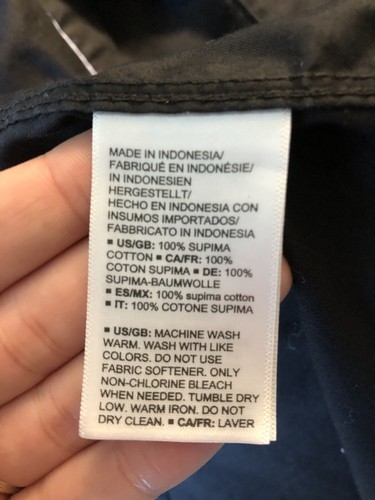 MADE IN INDONESIA/
FABRIQUÉ EN INDONÉSIE/
IN INDONESIEN
HERGESTELLT/
HECHO EN INDONESIA CON
INSUMOS IMPORTADOS/
FABBRICATO IN INDONESIA
▪ US/GB: 100% SUPIMA
COTTON ▪ CA/FR: 100%
COTON SUPIMA ▪ DE: 100%
SUPIMA-BAUMWOLLE
▪ ES/MX: 100% supima cotton
▪ IT: 100% COTONE SUPIMA
▪ US/GB: MACHINE WASH
WARM. WASH WITH LIKE
COLORS. DO NOT USE
FABRIC SOFTENER. ONLY
NON-CHLORINE BLEACH
WHEN NEEDED. TUMBLE DRY
LOW. WARM IRON. DO NOT
DRY CLEAN. ▪ CA/FR: LAVER